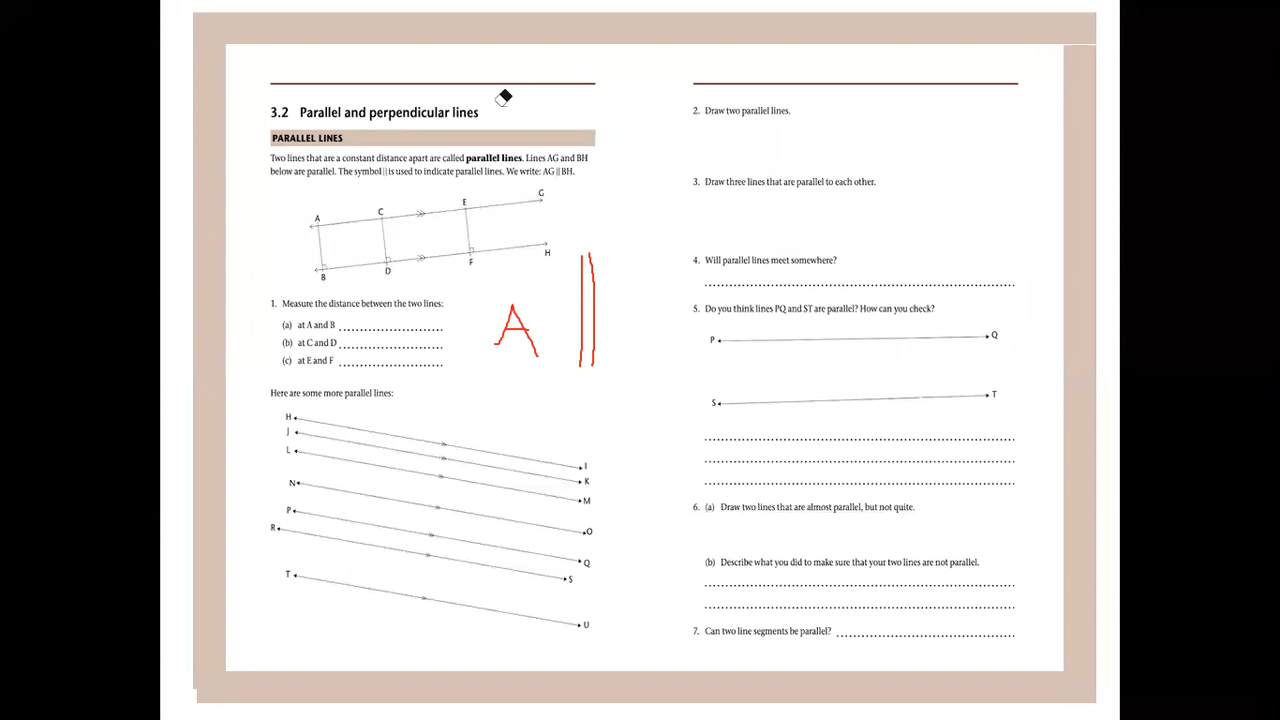 3.2 Parallel and perpendicular lines
PARALLEL LINES
Two lines that are a constant distance apart are called parallel lines. Lines AG and BH
below are parallel. The symbol || is used to indicate parallel lines. We write: AG || BH.
G
E
C
A
H
F
D
B
1. Measure the distance between the two lines:
(a) at A and B
(b) at C and D
(c) at E and F
A ||
Here are some more parallel lines:
H
J
L
I
K
N
M
P
R
O
Q
T
S
U
2. Draw two parallel lines.
3. Draw three lines that are parallel to each other.
4. Will parallel lines meet somewhere?
5. Do you think lines PQ and ST are parallel? How can you check?
P Q
S T
6. (a) Draw two lines that are almost parallel, but not quite.
(b) Describe what you did to make sure that your two lines are not parallel.
7. Can two line segments be parallel?